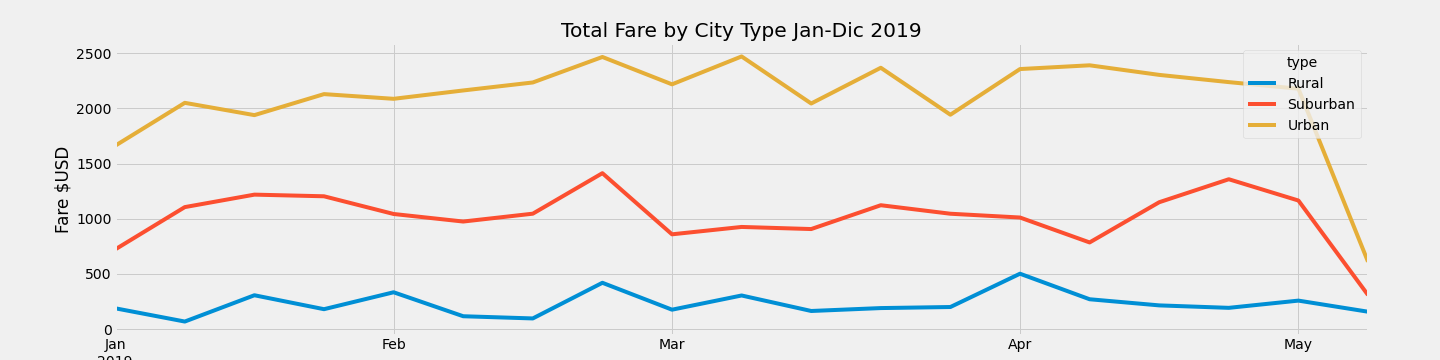 Total Fare by City Type Jan-Dic 2019
Fare $USD
2500
2000
1500
1000
500
0
Jan
2019
Feb
Mar
Apr
May
type
Rural
Suburban
Urban